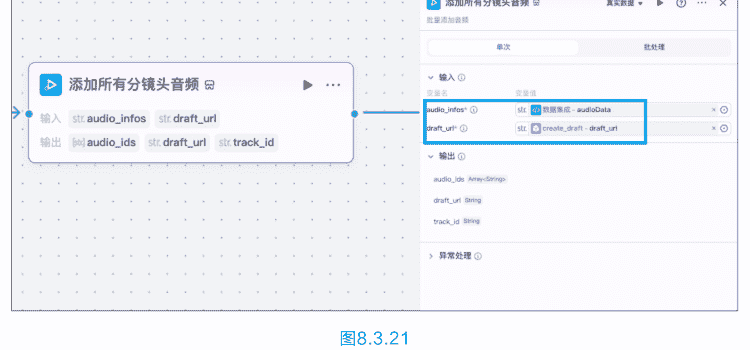 添加所有分镜头音频
输入 str. audio_infos str. draft_url
输出 [str] audio_ids str. draft_url str. track_id
添加所有分镜头音频
真实数据
批量添加音频
单次 批处理
输入
变量名 变量值
audio_infos* str. 数据集成 - audioData
draft_url* str. create_draft - draft_url
输出
audio_ids Array<String>
draft_url String
track_id String
异常处理
图8.3.21